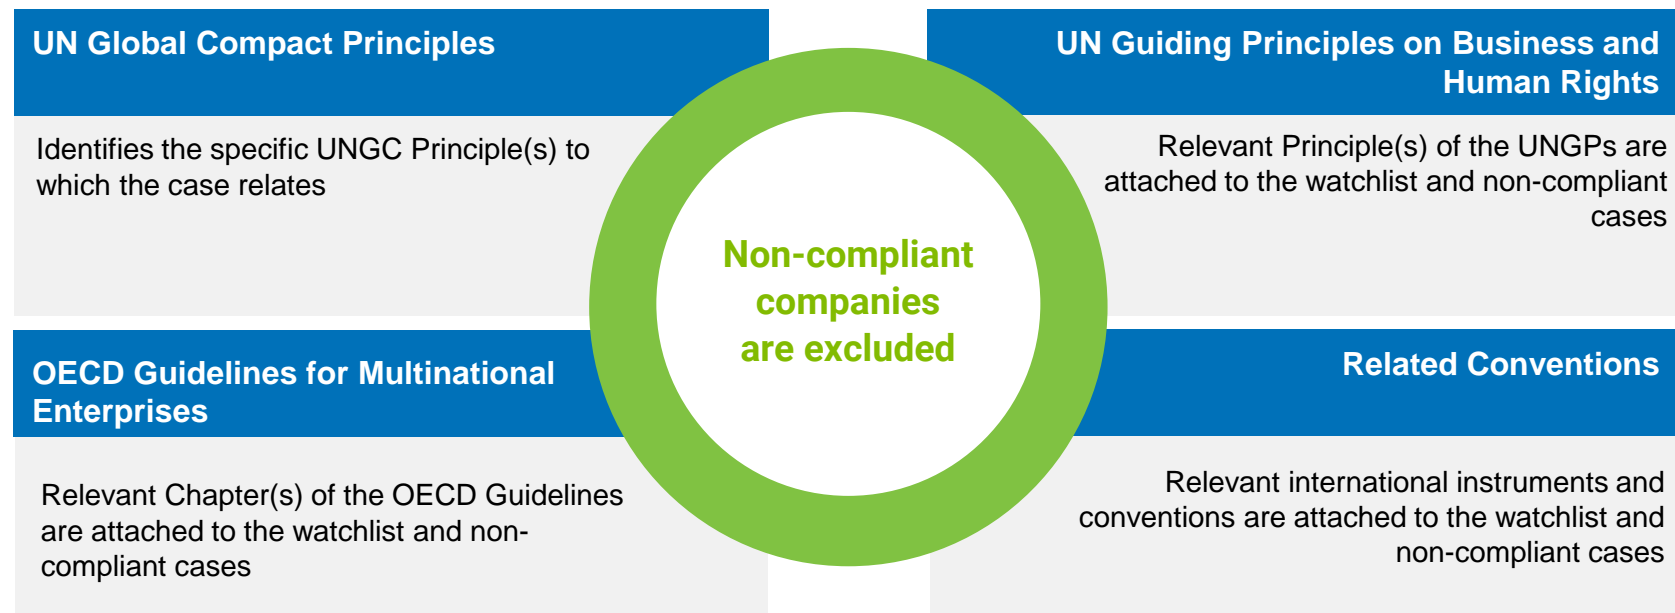 UN Global Compact Principles
Identifies the specific UNGC Principle(s) to
which the case relates
UN Guiding Principles on Business and
Human Rights
Relevant Principle(s) of the UNGPs are
attached to the watchlist and non-compliant
cases
Non-compliant
companies
are excluded
OECD Guidelines for Multinational
Enterprises
Relevant Chapter(s) of the OECD Guidelines
are attached to the watchlist and non-
compliant cases
Related Conventions
Relevant international instruments and
conventions are attached to the watchlist and
non-compliant cases